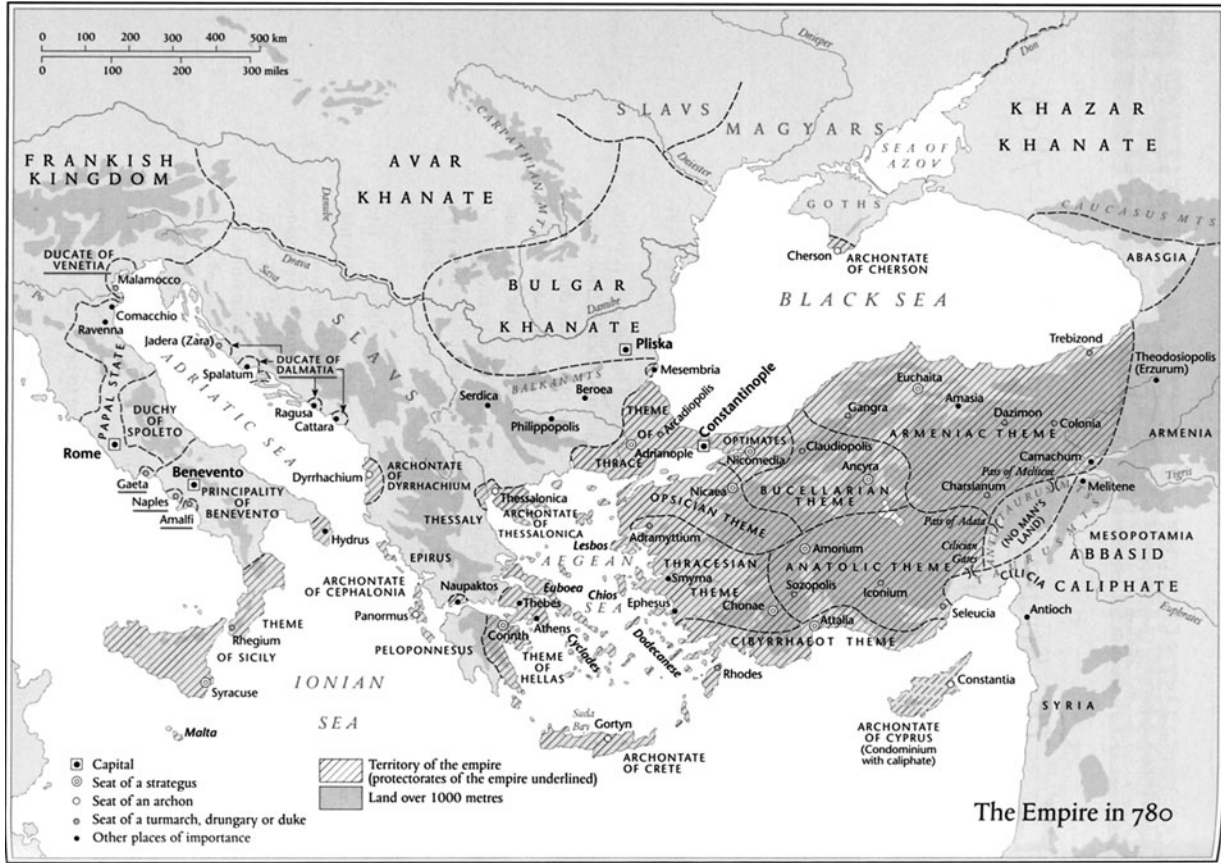 0 100 200 300 400 500 km
0 100 200 300 miles
Dnieper
Don
SLAVS
MAGYARS
KHAZAR
KHANATE
SEA OF
AZOV
CARPATHIAN MTS
Dniester
FRANKISH
KINGDOM
AVAR
KHANATE
Danube
GOTHS
CAUCASUS MTS
Cherson
ARCHONTATE
OF CHERSON
ABASGIA
DUCATE OF
VENETIA
Malamocco
Drava
Sava
Po
Comacchio
Ravenna
BULGAR
KHANATE
Danube
BLACK SEA
Jadera (Zara)
SLAVS
DUCATE OF
DALMATIA
Spalatum
Pliska
Trebizond
Theodosiopolis
(Erzurum)
PAPAL STATE
ADRIATIC SEA
BALKAN MTS
Mesembria
Constantinople
Euchaita
Beroea
Serdica
Amasia
Ragusa
Cattara
DUCHY
OF
SPOLETO
Philippopolis
THEME
OF
THRACE
Arcadiopolis
Adrianople
Gangra
Dazimon
Colonia
ARMENIAC THEME
ARMENIA
Rome
OPTIMATES
Nicomedia
Claudiopolis
Ancyra
Camachum
Pass of Melitene
Tigris
Benevento
PRINCIPALITY
OF
BENEVENTO
Gaeta
Naples
Amalfi
Dyrrhachium
ARCHONTATE
OF
DYRRHACHIUM
Thessalonica
ARCHONTATE
OF
THESSALONICA
THESSALY
Nicaea
BUCELLARIAN
THEME
OPSICIAN THEME
Charsianum
Melitene
ANTITAURUS MTS
(NO MAN'S
LAND)
TAURUS MTS
Pass of Adata
MESOPOTAMIA
Hydrus
Lesbos
Adramyttium
Amorium
Cilician
Gates
ABBASID
CALIPHATE
EPIRUS
AEGEAN
SEA
THRACESIAN
THEME
ANATOLIC THEME
CILICIA
ARCHONTATE
OF CEPHALONIA
Naupaktos
Euboea
Chios
Smyrna
Sozopolis
Iconium
Euphrates
Panormus
Thebes
Ephesus
Chonae
Seleucia
Antioch
THEME
OF SICILY
Rhegium
Corinth
Athens
Attalia
CIBYRRHAEOT THEME
PELOPONNESUS
THEME
OF
HELLAS
Cyclades
Dodecanese
Rhodes
Syracuse
IONIAN
SEA
Constantia
SYRIA
Malta
Suda
Bay
Gortyn
ARCHONTATE
OF CRETE
ARCHONTATE
OF CYPRUS
(Condominium
with caliphate)
Capital
Seat of a strategus
Seat of an archon
Seat of a turmarch, drungary or duke
Other places of importance
Territory of the empire
(protectorates of the empire underlined)
Land over 1000 metres
The Empire in 780